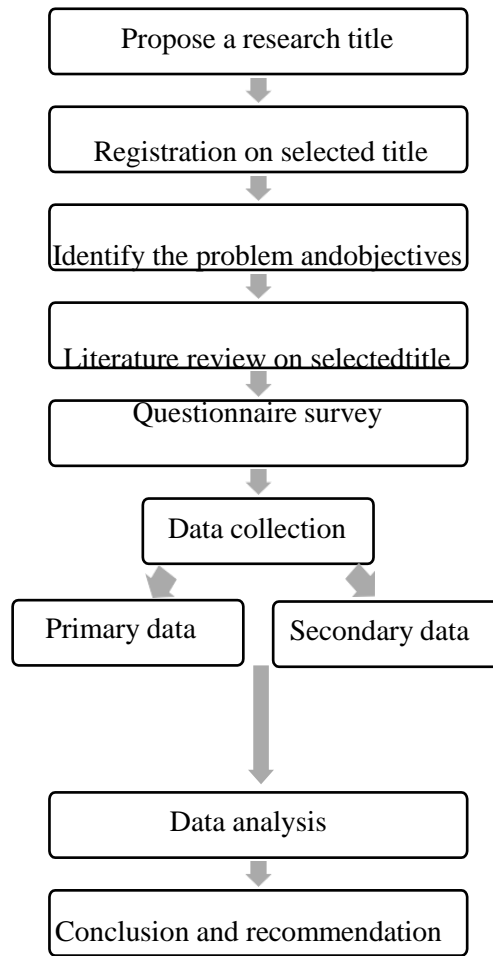 Propose a research title
Registration on selected title
Identify the problem andobjectives
Literature review on selectedtitle
Questionnaire survey
Data collection
Primary data
Secondary data
Data analysis
Conclusion and recommendation